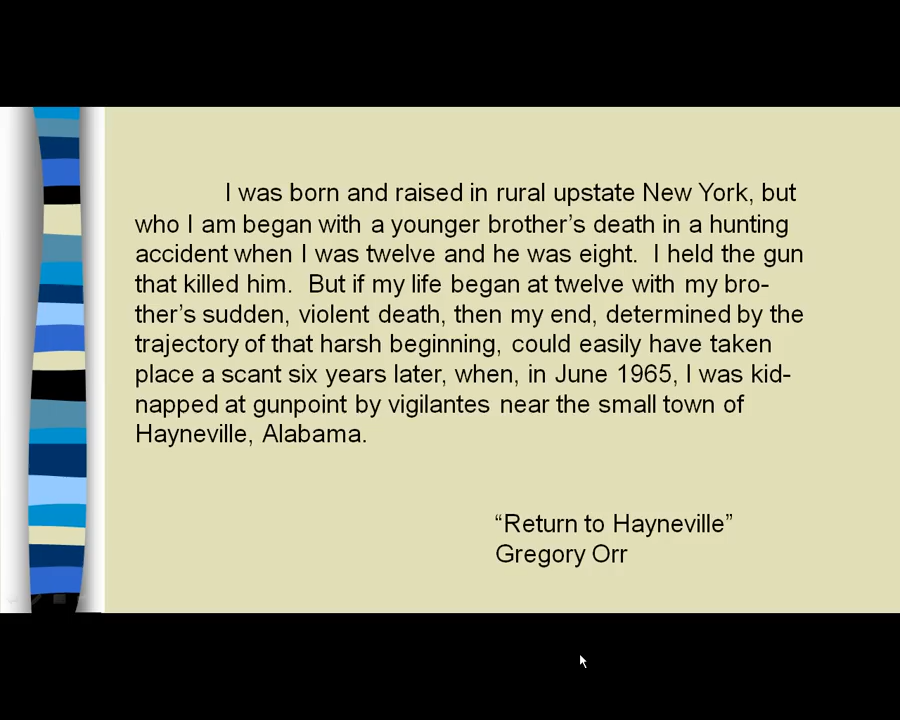 I was born and raised in rural upstate New York, but
who I am began with a younger brother’s death in a hunting
accident when I was twelve and he was eight.  I held the gun
that killed him.  But if my life began at twelve with my bro-
ther’s sudden, violent death, then my end, determined by the
trajectory of that harsh beginning, could easily have taken
place a scant six years later, when, in June 1965, I was kid-
napped at gunpoint by vigilantes near the small town of
Hayneville, Alabama.
“Return to Hayneville”
Gregory Orr